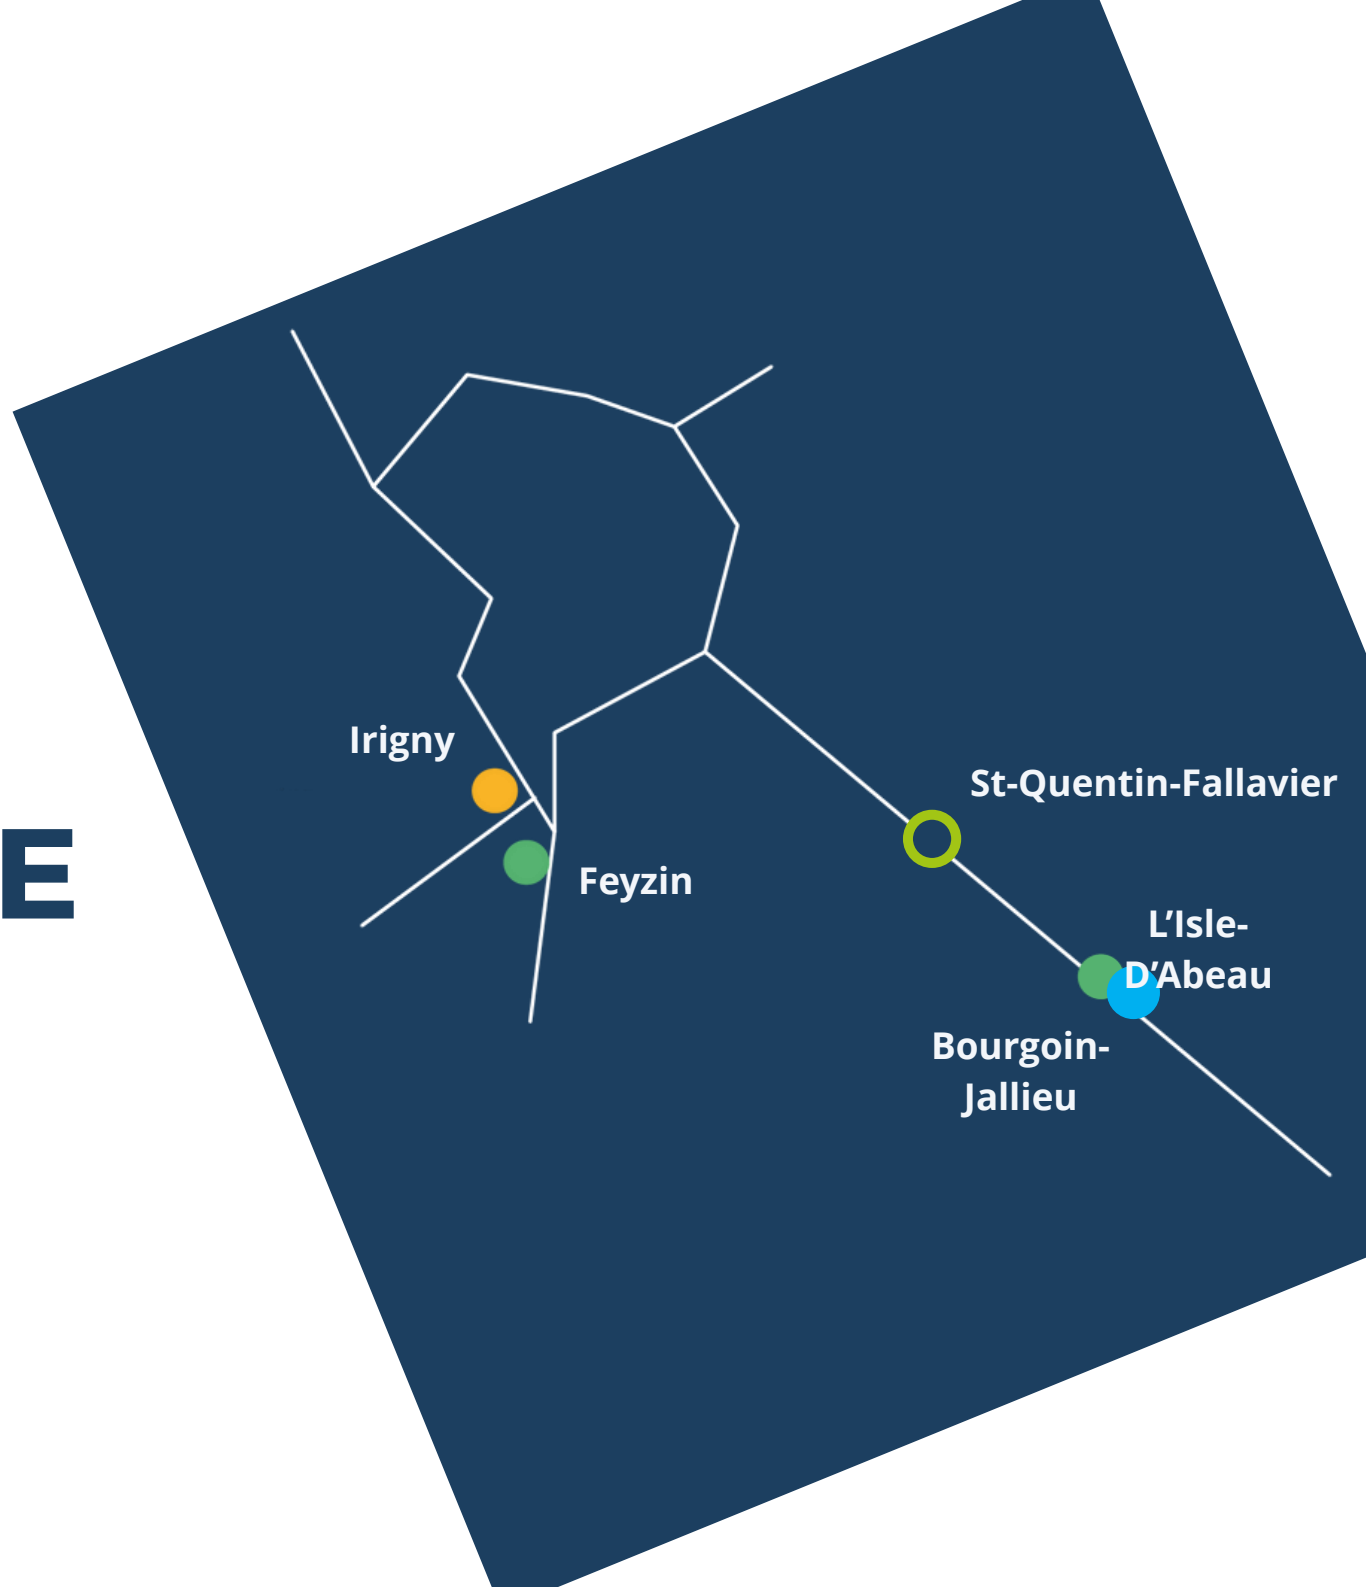 Irigny
St-Quentin-Fallavier
E
Feyzin
L’Isle-
D’Abeau
Bourgoin-
Jallieu